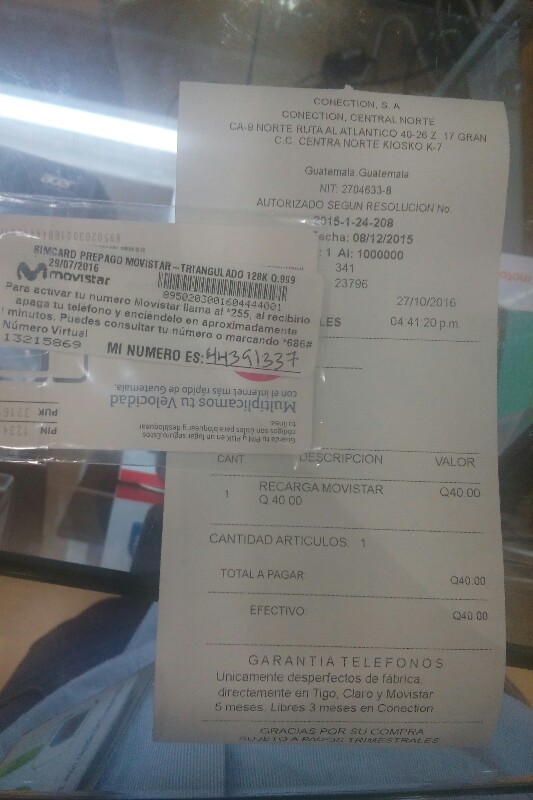 CONECTION, S. A
CONECTION, CENTRAL NORTE
CA-9 NORTE RUTA AL ATLANTICO 40-26 Z. 17 GRAN
C.C. CENTRA NORTE KIOSKO K-7
Guatemala, Guatemala
NIT: 2704633-8
AUTORIZADO SEGUN RESOLUCION No.
2015-1-24-208
Fecha: 08/12/2015
: 1 Al: 1000000
341
23796
27/10/2016
LES 04:41:20 p.m.
SIMCARD PREPAGO MOVISTAR - TRIANGULADO 128K 0.999
29/07/2016
movistar
8950203001604444001
Para activar tu numero Movistar llama al *255, al recibirlo
apaga tu telefono y enciéndelo en aproximadamente
minutos. Puedes consultar tu número o marcando *686#
Número Virtual
13215869 MI NUMERO ES: 44391337
Multiplicamos tu Velocidad
con el internet más rápido de Guatemala.
Guarda tu PIN y PUK en un lugar seguro. Estos
códigos son útiles para bloquear y desbloquear
tu línea.
PUK
PIN 1234
CANT DESCRIPCION VALOR
1 RECARGA MOVISTAR Q40.00
Q 40.00
CANTIDAD ARTICULOS: 1
TOTAL A PAGAR: Q40.00
EFECTIVO: Q40.00
GARANTIA TELEFONOS
Unicamente desperfectos de fábrica,
directamente en Tigo, Claro y Movistar
5 meses. Libres 3 meses en Conection
GRACIAS POR SU COMPRA
SUJETO A PAGOS TRIMESTRALES